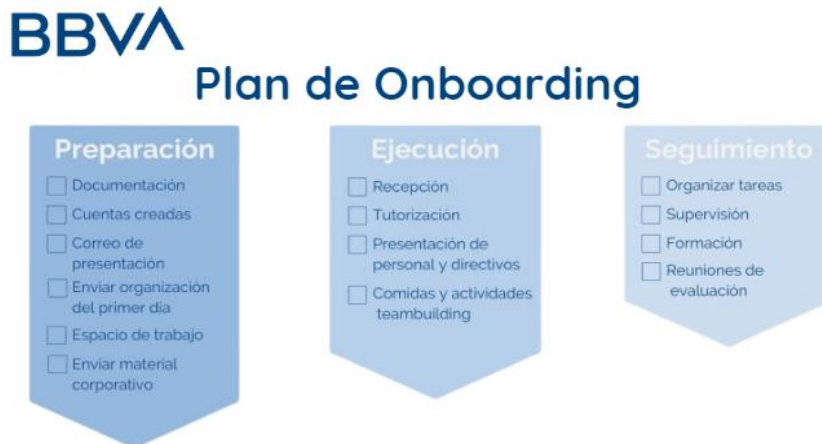 BBVA
Plan de Onboarding
Preparación
Documentación
Cuentas creadas
Correo de
presentación
Enviar organización
del primer día
Espacio de trabajo
Enviar material
corporativo
Ejecución
Recepción
Tutorización
Presentación de
personal y directivos
Comidas y actividades
teambuilding
Seguimiento
Organizar tareas
Supervisión
Formación
Reuniones de
evaluación